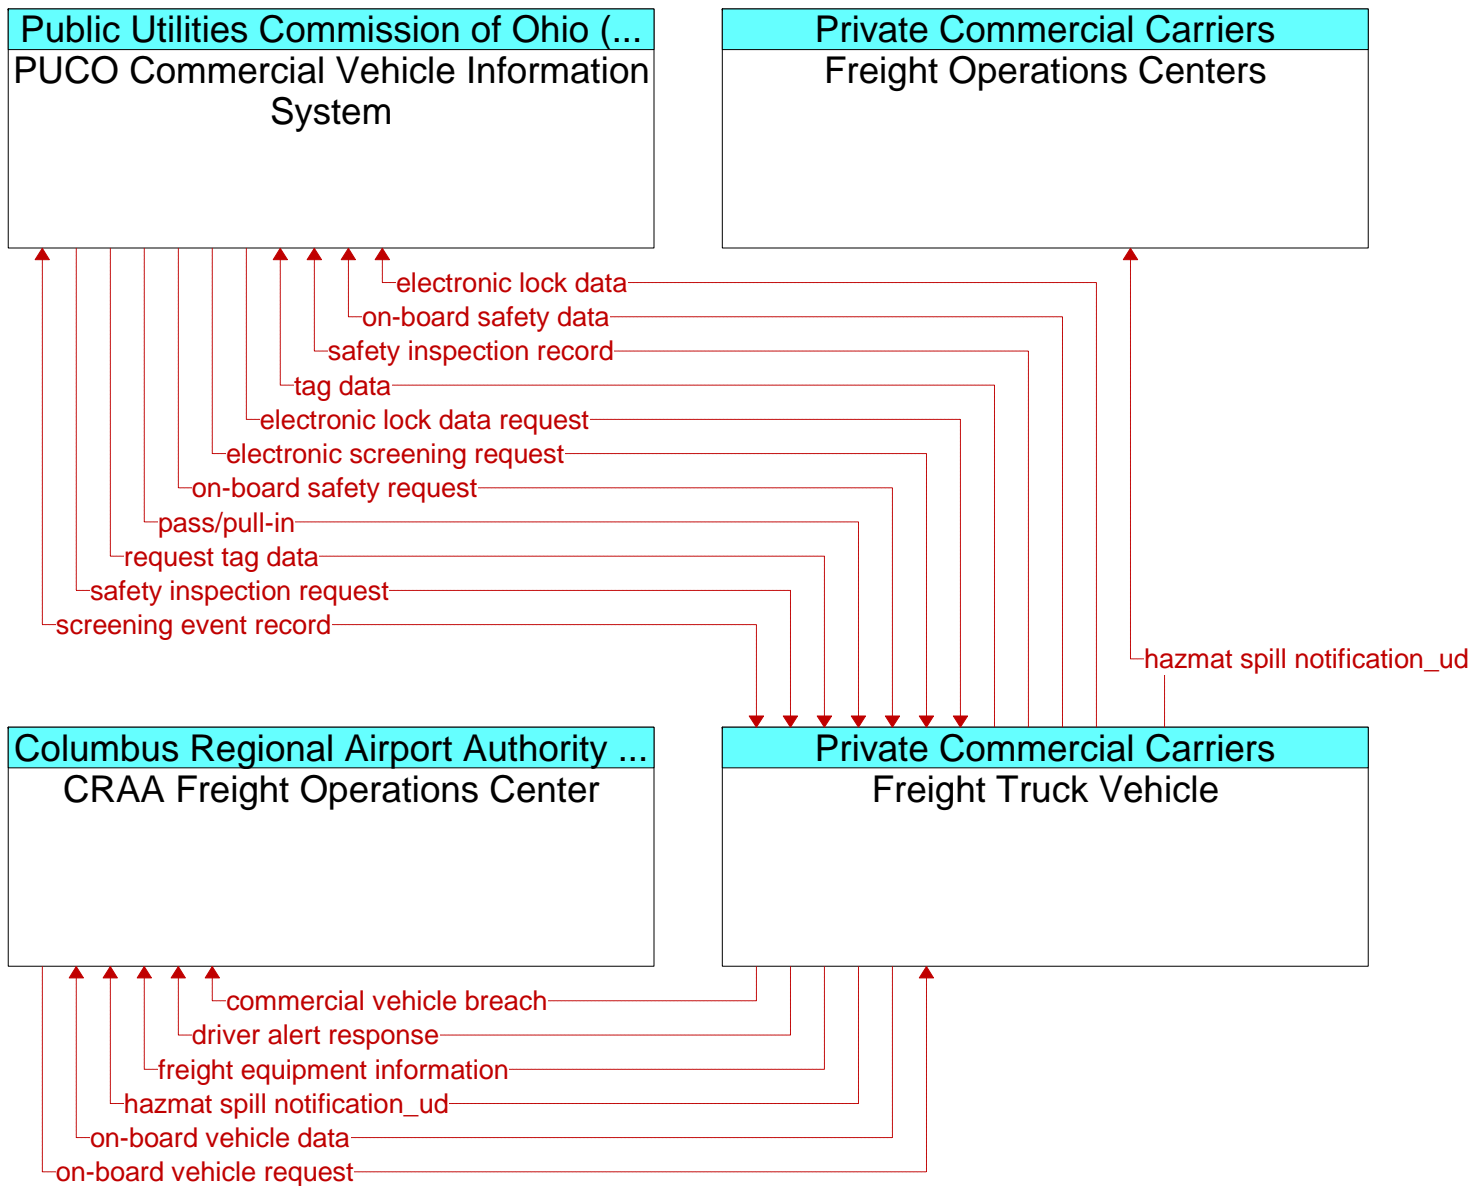 Public Utilities Commission of Ohio (...
PUCO Commercial Vehicle Information
System
Private Commercial Carriers
Freight Operations Centers
electronic lock data
on-board safety data
safety inspection record
tag data
electronic lock data request
electronic screening request
on-board safety request
pass/pull-in
request tag data
safety inspection request
screening event record
hazmat spill notification_ud
Columbus Regional Airport Authority ...
CRAA Freight Operations Center
Private Commercial Carriers
Freight Truck Vehicle
commercial vehicle breach
driver alert response
freight equipment information
hazmat spill notification_ud
on-board vehicle data
on-board vehicle request